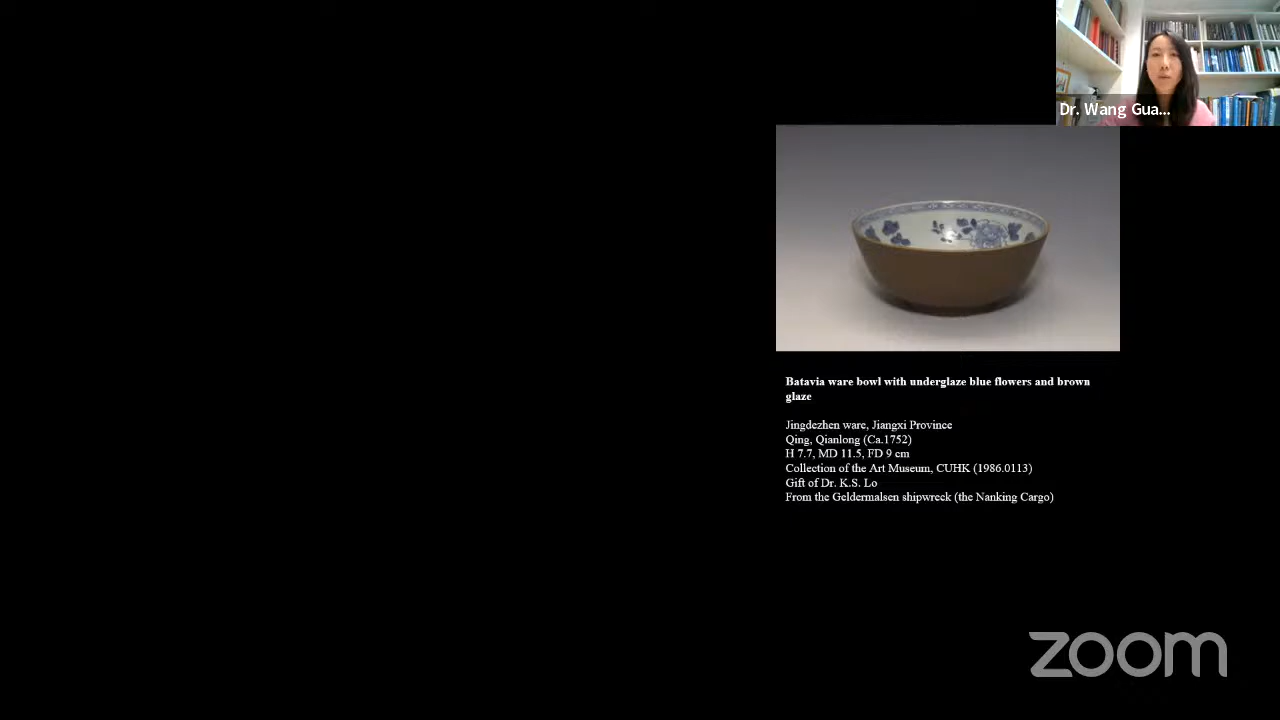 Dr. Wang Gua...
Batavia ware bowl with underglaze blue flowers and brown
glaze
Jingdezhen ware, Jiangxi Province
Qing, Qianlong (Ca.1752)
H 7.7, MD 11.5, FD 9 cm
Collection of the Art Museum, CUHK (1986.0113)
Gift of Dr. K.S. Lo
From the Geldermalsen shipwreck (the Nanking Cargo)
zoom